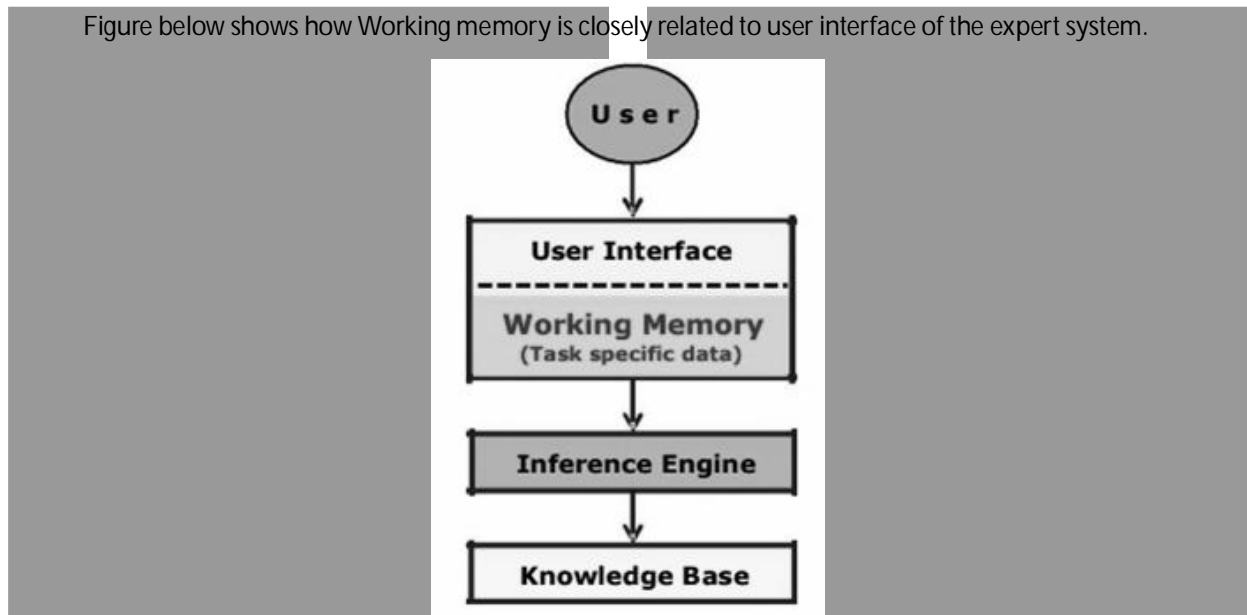 Figure below shows how Working memory is closely related to user interface of the expert system.
User
User Interface
Working Memory
(Task specific data)
Inference Engine
Knowledge Base